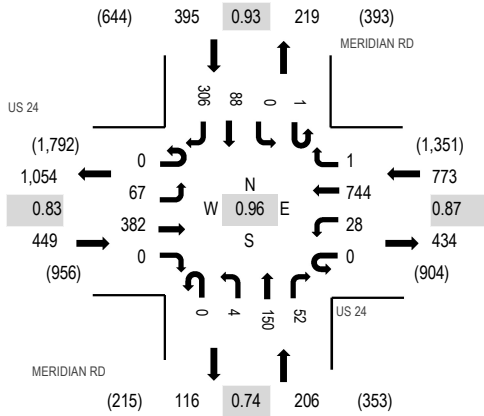 (644) 395 0.93 219 (393)
MERIDIAN RD
306 88 0 1
US 24
(1,792) 0 1 (1,351)
1,054 67 N 744 773
0.83 W 0.96 E 0.87
449 382 S 28 434
(956) 0 0 (904)
0 4 150 52
US 24
MERIDIAN RD
(215) 116 0.74 206 (353)